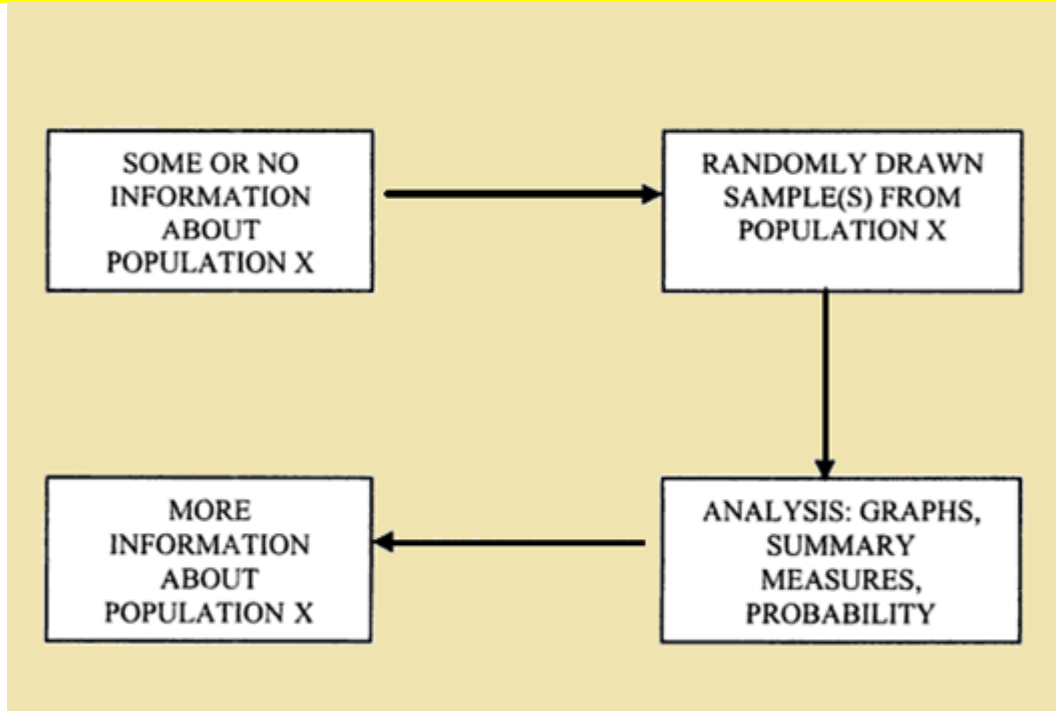 SOME OR NO
INFORMATION
ABOUT
POPULATION X
RANDOMLY DRAWN
SAMPLE(S) FROM
POPULATION X
ANALYSIS: GRAPHS,
SUMMARY
MEASURES,
PROBABILITY
MORE
INFORMATION
ABOUT
POPULATION X